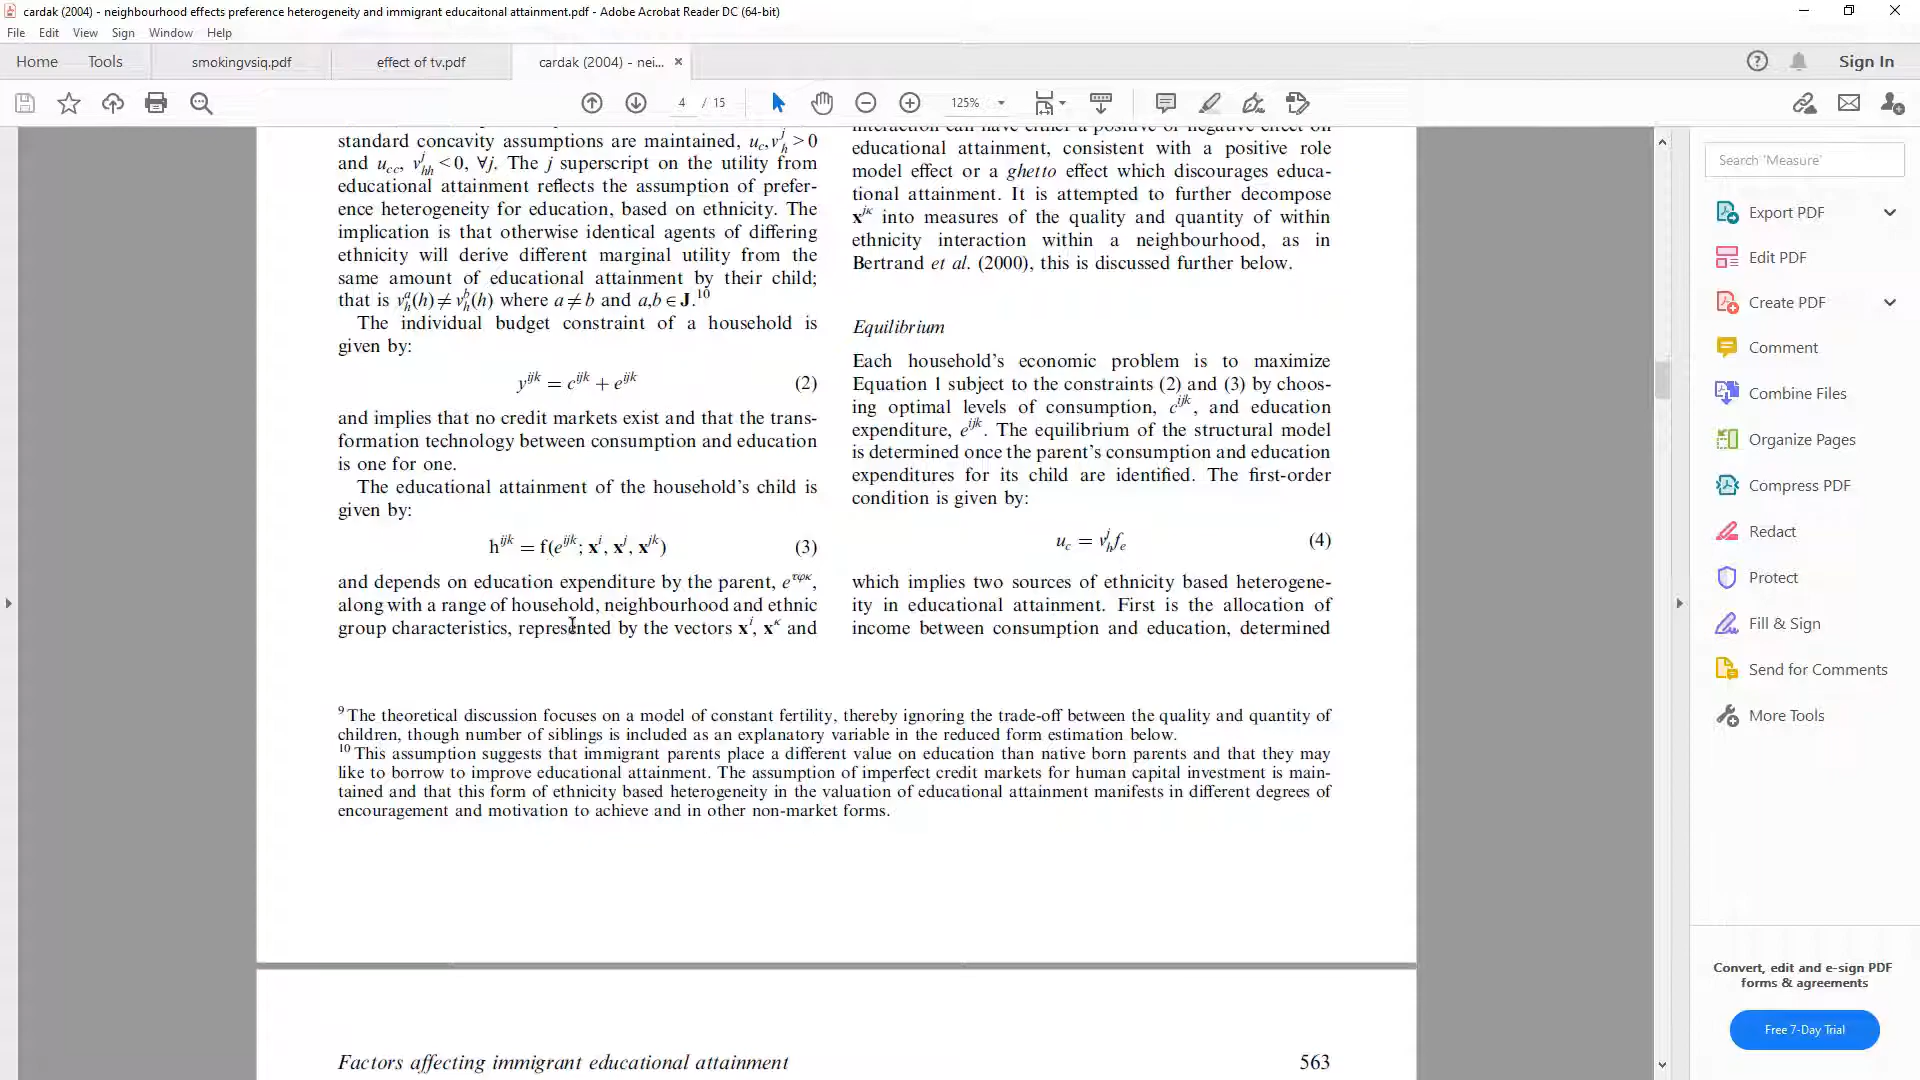 cardak (2004) - neighbourhood effects preference heterogeneity and immigrant educaitonal attainment.pdf - Adobe Acrobat Reader DC (64-bit)
File Edit View Sign Window Help
Home Tools smokingvsiq.pdf effect of tv.pdf cardak (2004) - nei... × Sign In
4 / 15 125%
standard concavity assumptions are maintained, u_c, v_h^j > 0
and u_cc, v_hh^j < 0, ∀j. The j superscript on the utility from
educational attainment reflects the assumption of prefer-
ence heterogeneity for education, based on ethnicity. The
implication is that otherwise identical agents of differing
ethnicity will derive different marginal utility from the
same amount of educational attainment by their child;
that is v_h^a(h) ≠ v_h^b(h) where a ≠ b and a,b ∈ J.^10
The individual budget constraint of a household is
given by:
y^ijk = c^ijk + e^ijk (2)
and implies that no credit markets exist and that the trans-
formation technology between consumption and education
is one for one.
The educational attainment of the household's child is
given by:
h^ijk = f(e^ijk; x^i, x^j, x^jk) (3)
and depends on education expenditure by the parent, e^τφκ,
along with a range of household, neighbourhood and ethnic
group characteristics, represented by the vectors x^i, x^κ and
interaction can have either a positive or negative effect on
educational attainment, consistent with a positive role
model effect or a ghetto effect which discourages educa-
tional attainment. It is attempted to further decompose
x^jκ into measures of the quality and quantity of within
ethnicity interaction within a neighbourhood, as in
Bertrand et al. (2000), this is discussed further below.
Equilibrium
Each household's economic problem is to maximize
Equation 1 subject to the constraints (2) and (3) by choos-
ing optimal levels of consumption, c^ijk, and education
expenditure, e^ijk. The equilibrium of the structural model
is determined once the parent's consumption and education
expenditures for its child are identified. The first-order
condition is given by:
u_c = v_h^j f_e (4)
which implies two sources of ethnicity based heterogene-
ity in educational attainment. First is the allocation of
income between consumption and education, determined
^9 The theoretical discussion focuses on a model of constant fertility, thereby ignoring the trade-off between the quality and quantity of
children, though number of siblings is included as an explanatory variable in the reduced form estimation below.
^10 This assumption suggests that immigrant parents place a different value on education than native born parents and that they may
like to borrow to improve educational attainment. The assumption of imperfect credit markets for human capital investment is main-
tained and that this form of ethnicity based heterogeneity in the valuation of educational attainment manifests in different degrees of
encouragement and motivation to achieve and in other non-market forms.
Factors affecting immigrant educational attainment 563
Search 'Measure'
Export PDF
Edit PDF
Create PDF
Comment
Combine Files
Organize Pages
Compress PDF
Redact
Protect
Fill & Sign
Send for Comments
More Tools
Convert, edit and e-sign PDF
forms & agreements
Free 7-Day Trial